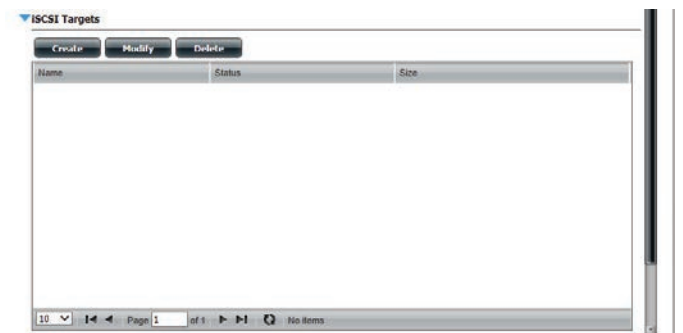 iSCSI Targets
Create Modify Delete
Name Status Size
10 Page 1 of 1 No items